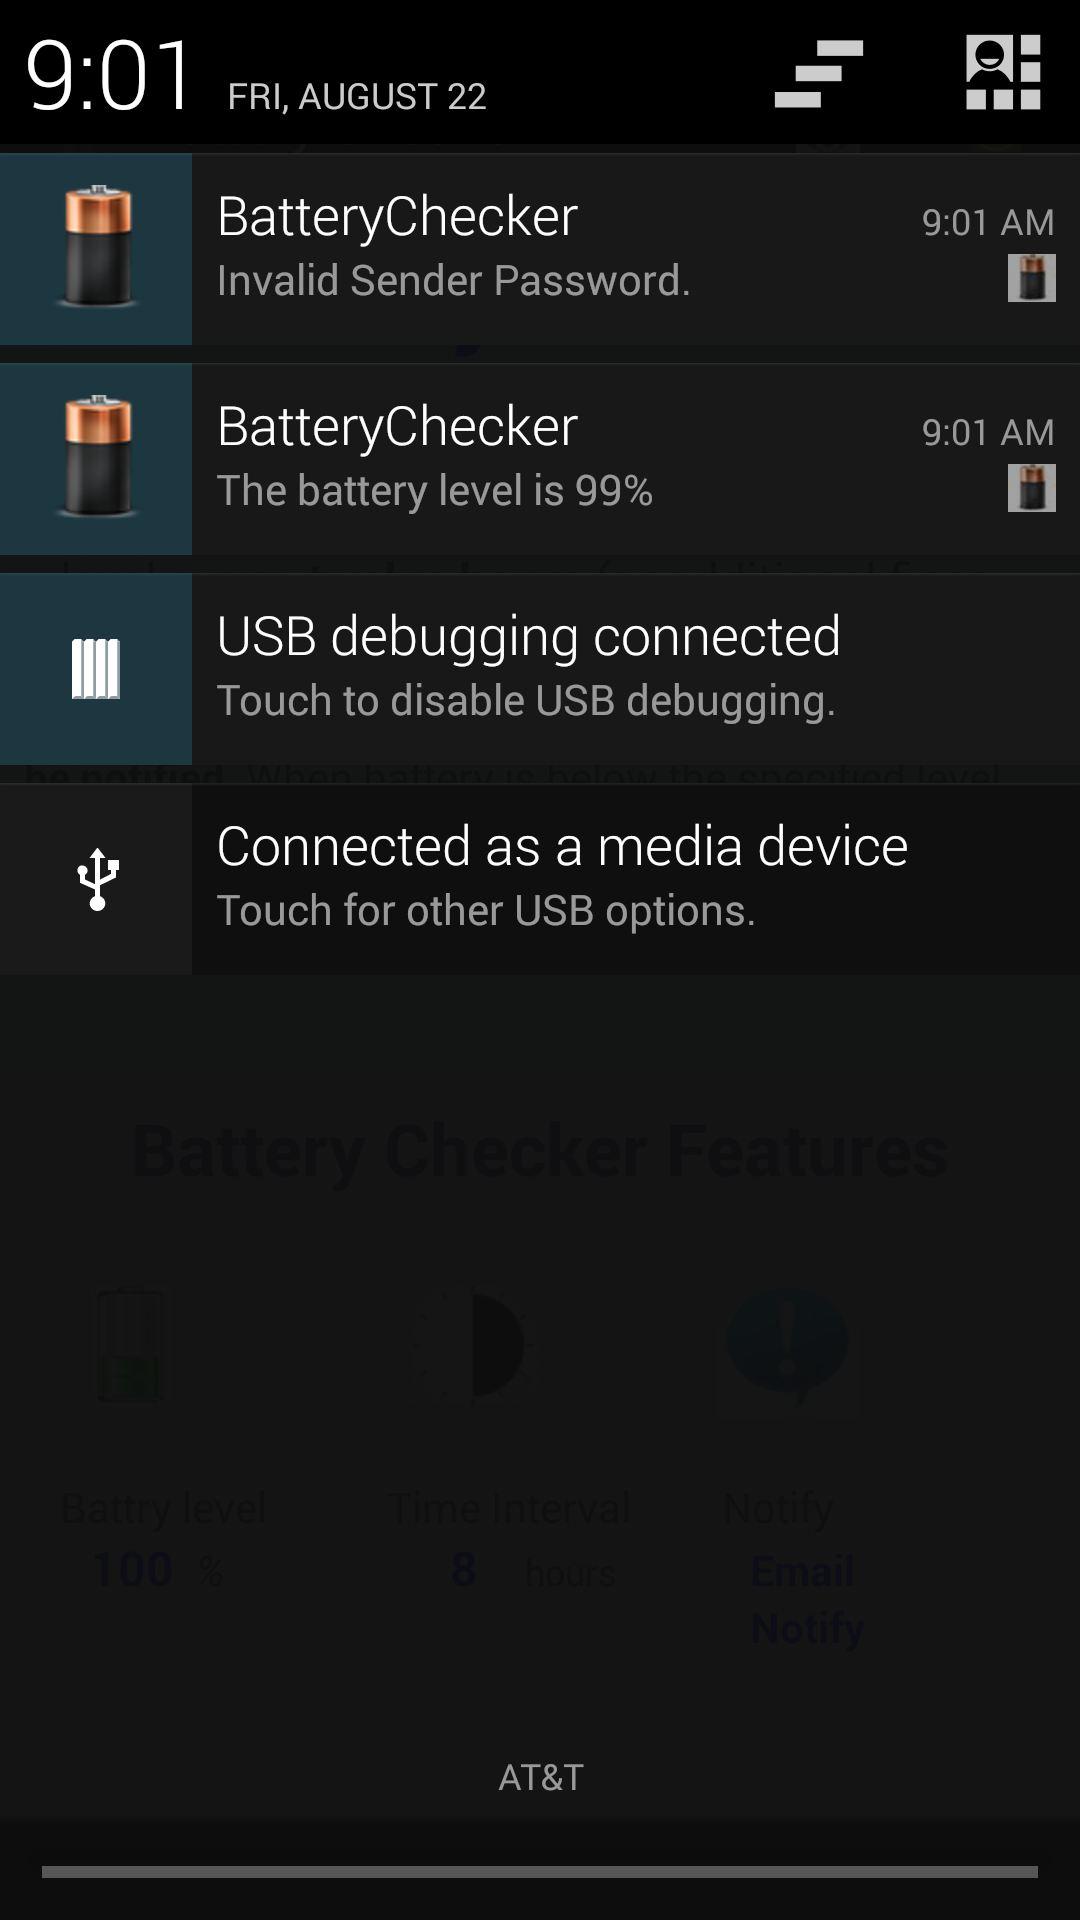 9:01 FRI, AUGUST 22
BatteryChecker 9:01 AM
Invalid Sender Password.
BatteryChecker 9:01 AM
The battery level is 99%
USB debugging connected
Touch to disable USB debugging.
be notified. When battery is below the specified level
Connected as a media device
Touch for other USB options.
Battery Checker Features
Battry level Time Interval Notify
100 % 8 hours Email
Notify
AT&T